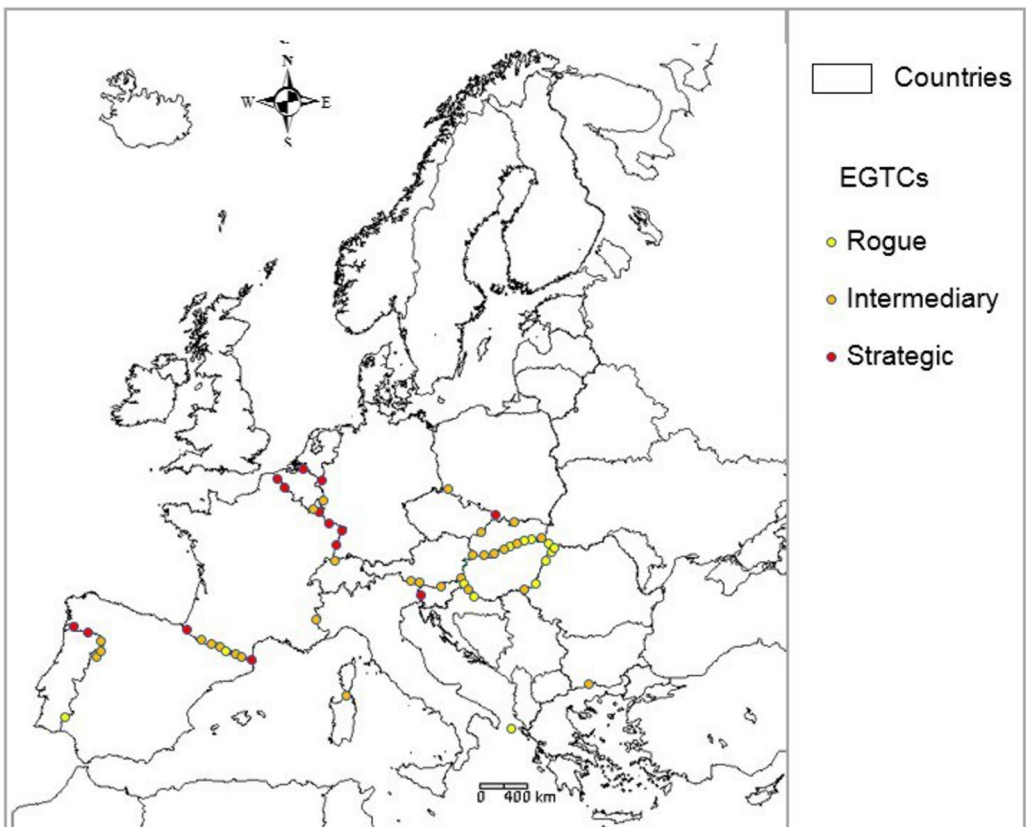 N
W E
S
Countries
EGTCs
Rogue
Intermediary
Strategic
0 400 km